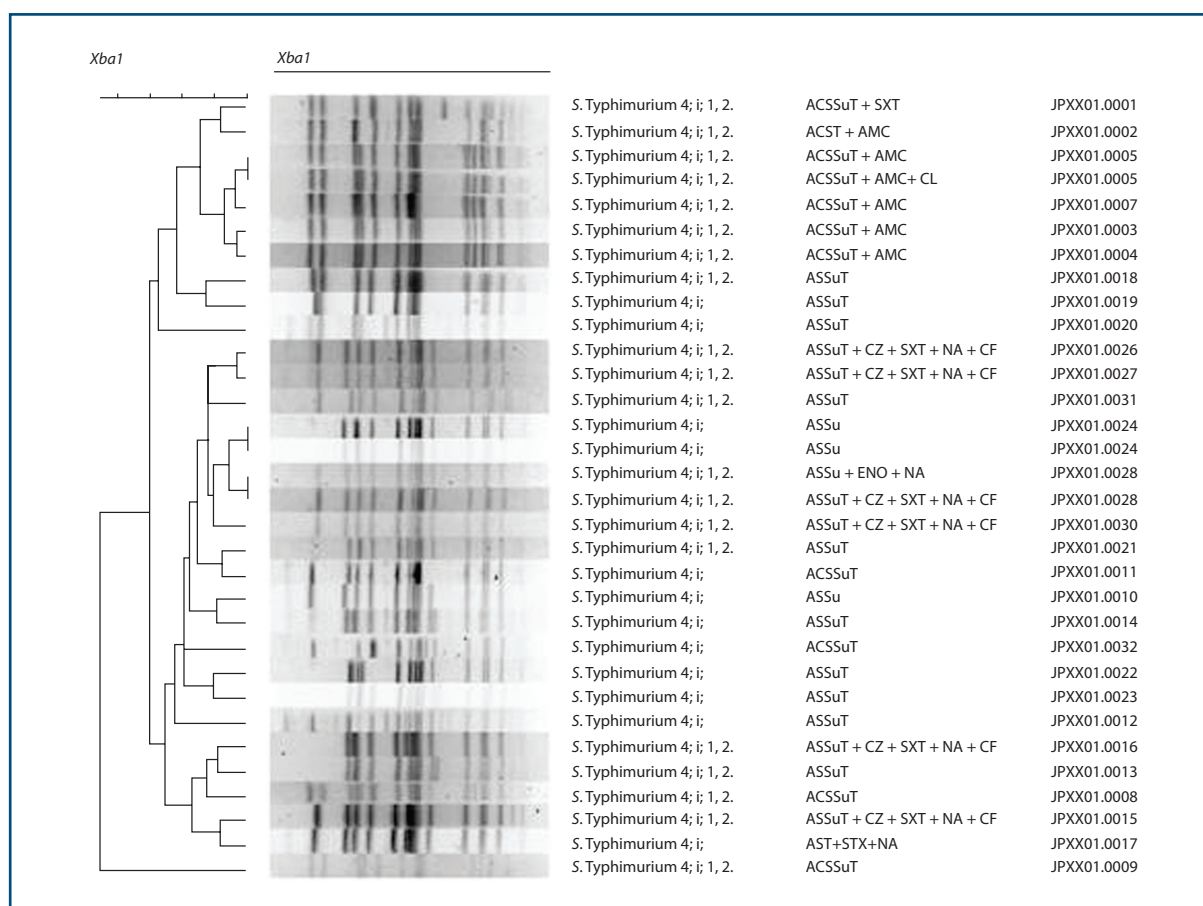 Xba1 Xba1
S. Typhimurium 4; i; 1, 2. ACSSuT + SXT JPXX01.0001
S. Typhimurium 4; i; 1, 2. ACST + AMC JPXX01.0002
S. Typhimurium 4; i; 1, 2. ACSSuT + AMC JPXX01.0005
S. Typhimurium 4; i; 1, 2. ACSSuT + AMC+ CL JPXX01.0005
S. Typhimurium 4; i; 1, 2. ACSSuT + AMC JPXX01.0007
S. Typhimurium 4; i; 1, 2. ACSSuT + AMC JPXX01.0003
S. Typhimurium 4; i; 1, 2. ACSSuT + AMC JPXX01.0004
S. Typhimurium 4; i; 1, 2. ASSuT JPXX01.0018
S. Typhimurium 4; i; ASSuT JPXX01.0019
S. Typhimurium 4; i; ASSuT JPXX01.0020
S. Typhimurium 4; i; 1, 2. ASSuT + CZ + SXT + NA + CF JPXX01.0026
S. Typhimurium 4; i; 1, 2. ASSuT + CZ + SXT + NA + CF JPXX01.0027
S. Typhimurium 4; i; 1, 2. ASSuT JPXX01.0031
S. Typhimurium 4; i; ASSu JPXX01.0024
S. Typhimurium 4; i; ASSu JPXX01.0024
S. Typhimurium 4; i; 1, 2. ASSu + ENO + NA JPXX01.0028
S. Typhimurium 4; i; 1, 2. ASSuT + CZ + SXT + NA + CF JPXX01.0028
S. Typhimurium 4; i; 1, 2. ASSuT + CZ + SXT + NA + CF JPXX01.0030
S. Typhimurium 4; i; 1, 2. ASSuT JPXX01.0021
S. Typhimurium 4; i; ACSSuT JPXX01.0011
S. Typhimurium 4; i; ASSu JPXX01.0010
S. Typhimurium 4; i; ASSuT JPXX01.0014
S. Typhimurium 4; i; ACSSuT JPXX01.0032
S. Typhimurium 4; i; ASSuT JPXX01.0022
S. Typhimurium 4; i; ASSuT JPXX01.0023
S. Typhimurium 4; i; ASSuT JPXX01.0012
S. Typhimurium 4; i; 1, 2. ASSuT + CZ + SXT + NA + CF JPXX01.0016
S. Typhimurium 4; i; 1, 2. ASSuT JPXX01.0013
S. Typhimurium 4; i; 1, 2. ACSSuT JPXX01.0008
S. Typhimurium 4; i; 1, 2. ASSuT + CZ + SXT + NA + CF JPXX01.0015
S. Typhimurium 4; i; AST+STX+NA JPXX01.0017
S. Typhimurium 4; i; 1, 2. ACSSuT JPXX01.0009